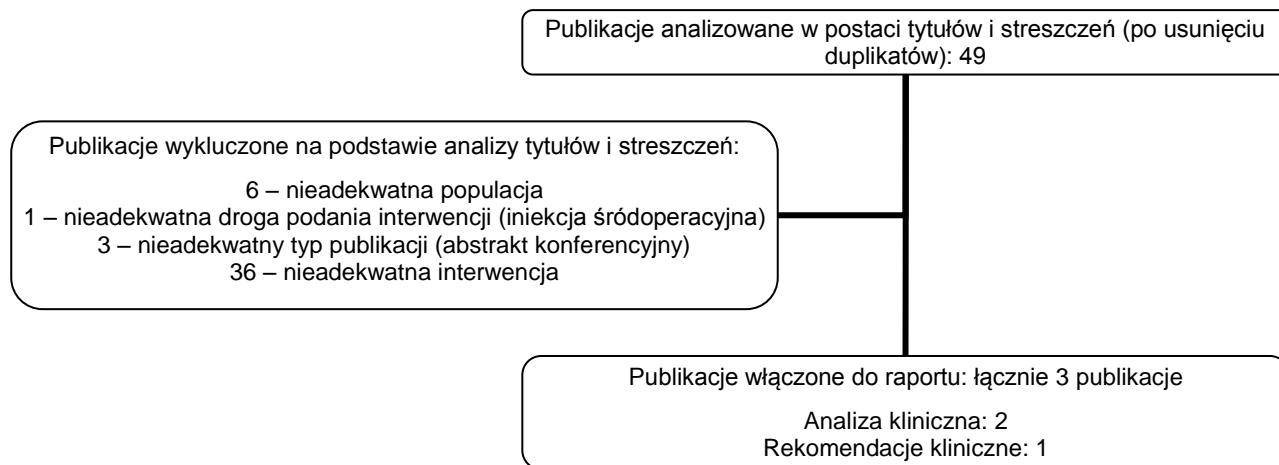 Publikacje analizowane w postaci tytułów i streszczeń (po usunięciu
duplikatów): 49
Publikacje wykluczone na podstawie analizy tytułów i streszczeń:
6 – nieadekwatna populacja
1 – nieadekwatna droga podania interwencji (iniekcja śródoperacyjna)
3 – nieadekwatny typ publikacji (abstrakt konferencyjny)
36 – nieadekwatna interwencja
Publikacje włączone do raportu: łącznie 3 publikacje
Analiza kliniczna: 2
Rekomendacje kliniczne: 1